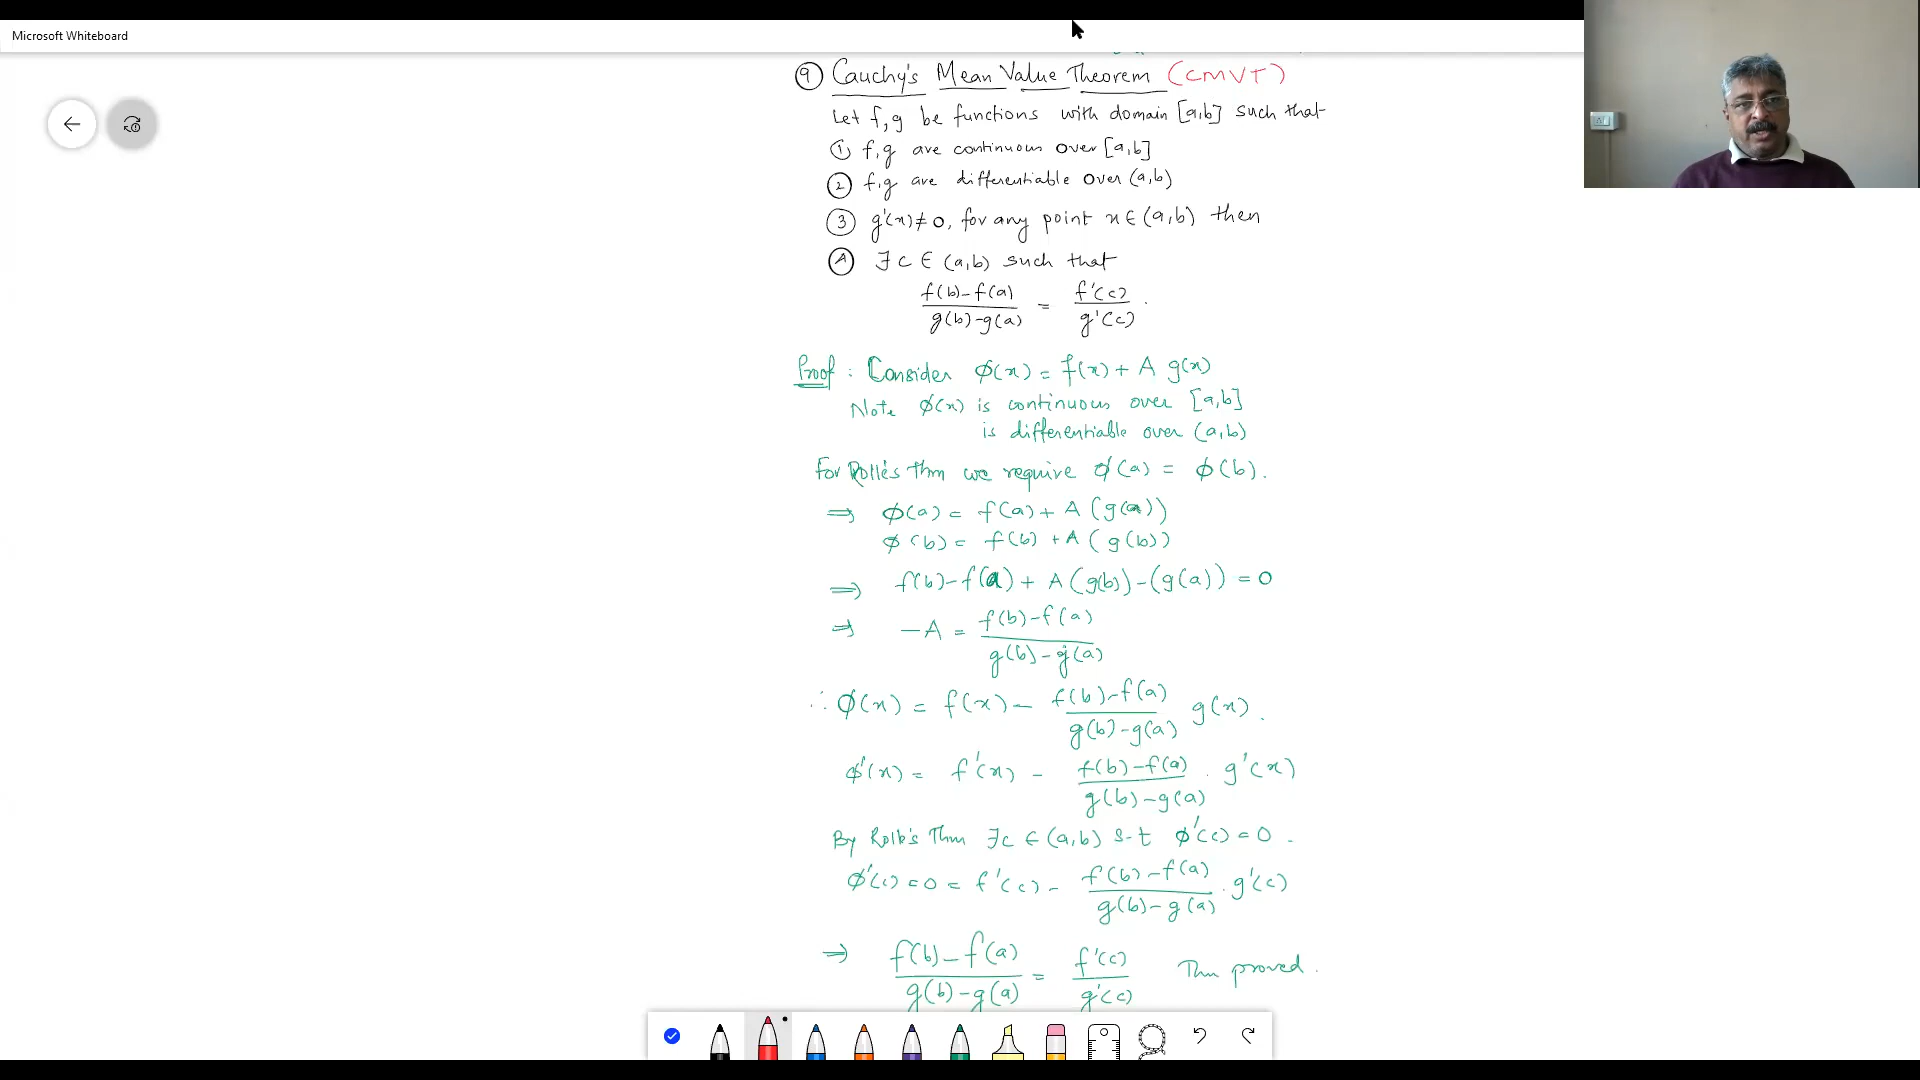 Microsoft Whiteboard
⑨ Cauchy's Mean Value Theorem (CMVT)
Let f,g be functions with domain [a,b] such that
① f,g are continuous over [a,b]
② f,g are differentiable over (a,b)
③ g'(x)≠0, for any point x∈(a,b) then
Ⓐ ∃ c ∈ (a,b) such that
(f(b)-f(a))/(g(b)-g(a)) = f'(c)/g'(c).
Proof : Consider ϕ(x) = f(x) + A g(x)
Note ϕ(x) is continuous over [a,b]
is differentiable over (a,b)
For Rolle's Thm we require ϕ(a) = ϕ(b).
⇒ ϕ(a) = f(a) + A (g(a))
ϕ(b) = f(b) + A (g(b))
⇒ f(b)-f(a) + A(g(b))-(g(a)) = 0
⇒ -A = (f(b)-f(a))/(g(b)-g(a))
∴ ϕ(x) = f(x) - (f(b)-f(a))/(g(b)-g(a)) g(x).
ϕ'(x) = f'(x) - (f(b)-f(a))/(g(b)-g(a)) . g'(x)
By Rolle's Thm ∃c ∈ (a,b) s-t ϕ'(c) = 0.
ϕ'(c) = 0 = f'(c) - (f(b)-f(a))/(g(b)-g(a)) . g'(c)
⇒ (f(b)-f(a))/(g(b)-g(a)) = f'(c)/g'(c) Thm proved.